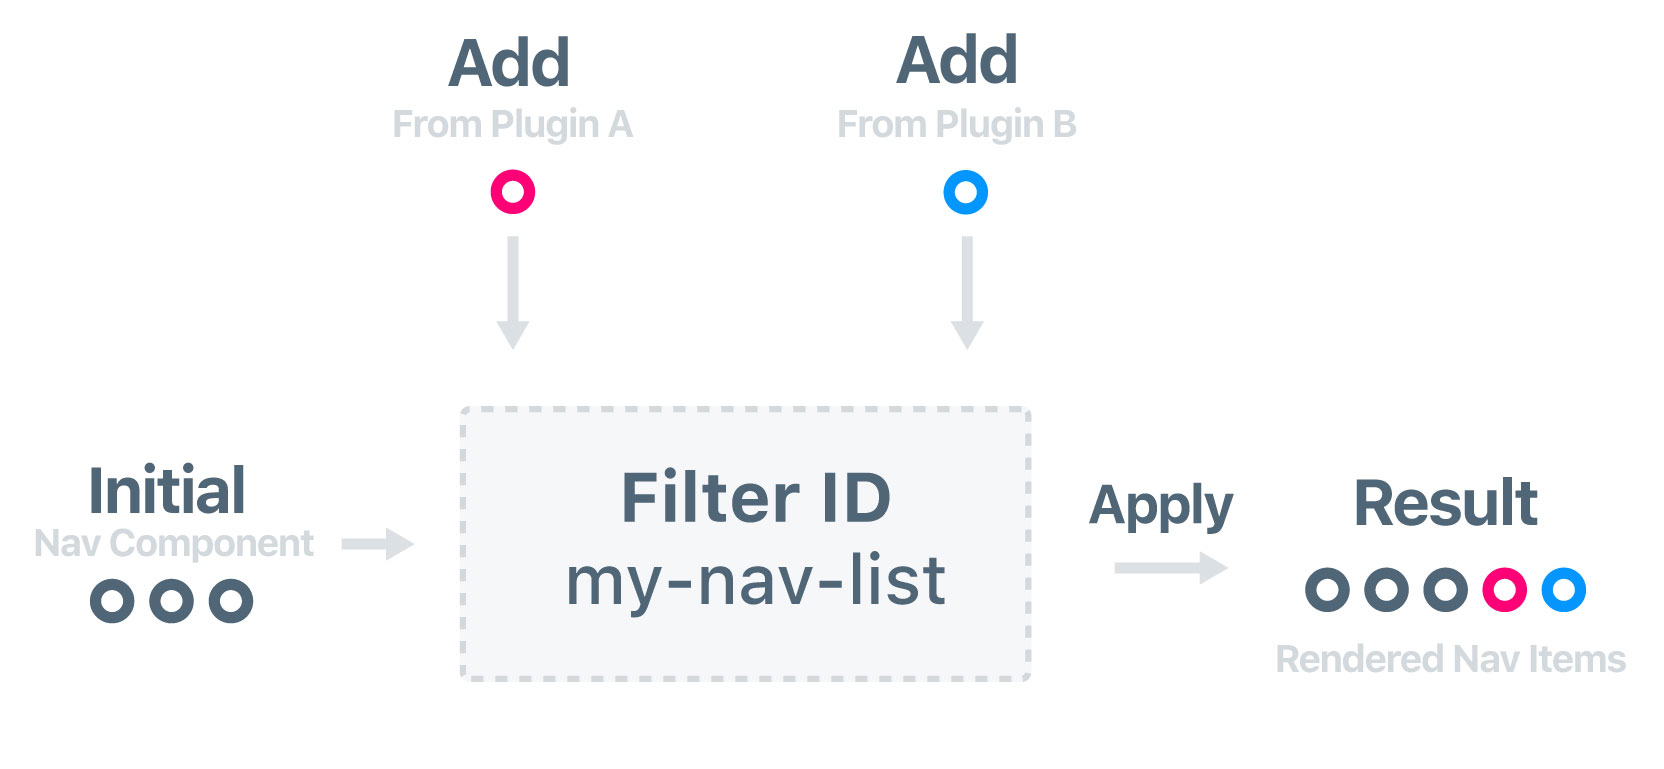 Add
From Plugin A
Add
From Plugin B
Initial
Nav Component
Filter ID
my-nav-list
Apply
Result
Rendered Nav Items